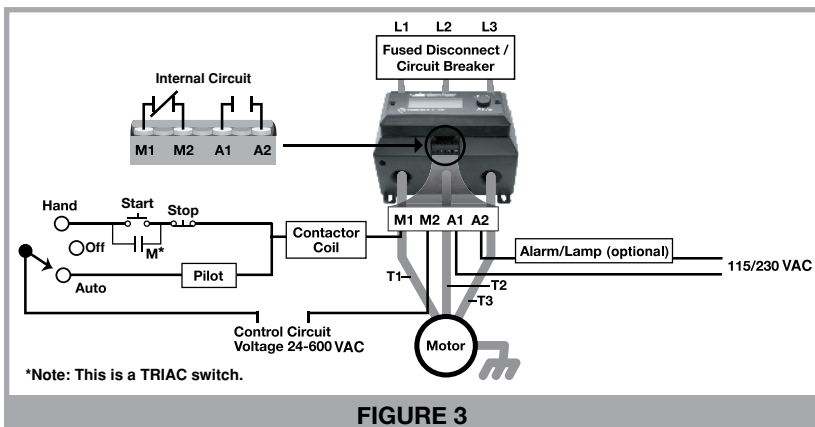 L1 L2 L3
Fused Disconnect /
Circuit Breaker
Internal Circuit
M1 M2 A1 A2
Hand
Start
Stop
Off
M*
Auto
Pilot
Contactor
Coil
M1 M2 A1 A2
Alarm/Lamp (optional)
115/230 VAC
T1
T2
T3
Control Circuit
Voltage 24-600 VAC
Motor
*Note: This is a TRIAC switch.
FIGURE 3